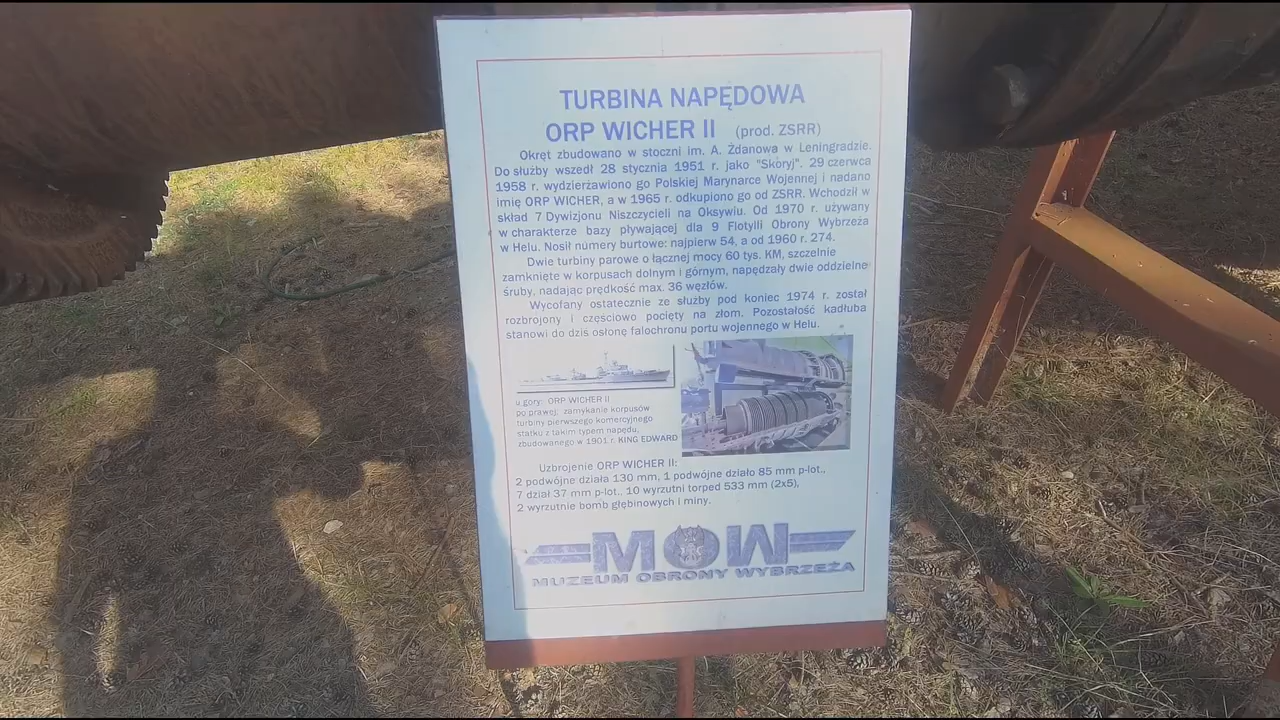 TURBINA NAPĘDOWA
ORP WICHER II (prod. ZSRR)
Okręt zbudowano w stoczni im. A. Żdanowa w Leningradzie.
Do służby wszedł 28 stycznia 1951 r. jako "Skoryj". 29 czerwca
1958 r. wydzierżawiono go Polskiej Marynarce Wojennej i nadano
imię ORP WICHER, a w 1965 r. odkupiono go od ZSRR. Wchodził w
skład 7 Dywizjonu Niszczycieli na Oksywiu. Od 1970 r. używany
w charakterze bazy pływającej dla 9 Flotylli Obrony Wybrzeża
w Helu. Nosił numery burtowe: najpierw 54, a od 1960 r. 274.
Dwie turbiny parowe o łącznej mocy 60 tys. KM, szczelnie
zamknięte w korpusach dolnym i górnym, napędzały dwie oddzielne
śruby, nadając prędkość max. 36 węzłów.
Wycofany ostatecznie ze służby pod koniec 1974 r. został
rozbrojony i częściowo pocięty na złom. Pozostałość kadłuba
stanowi do dziś osłonę falochronu portu wojennego w Helu.
u góry: ORP WICHER II
po prawej: zamykanie korpusów
turbiny pierwszego komercyjnego
statku z takim typem napędu,
zbudowanego w 1901 r. KING EDWARD
Uzbrojenie ORP WICHER II:
2 podwójne działa 130 mm, 1 podwójne działo 85 mm p-lot.,
7 dział 37 mm p-lot., 10 wyrzutni torped 533 mm (2x5),
2 wyrzutnie bomb głębinowych i miny.
MOW
MUZEUM OBRONY WYBRZEŻA